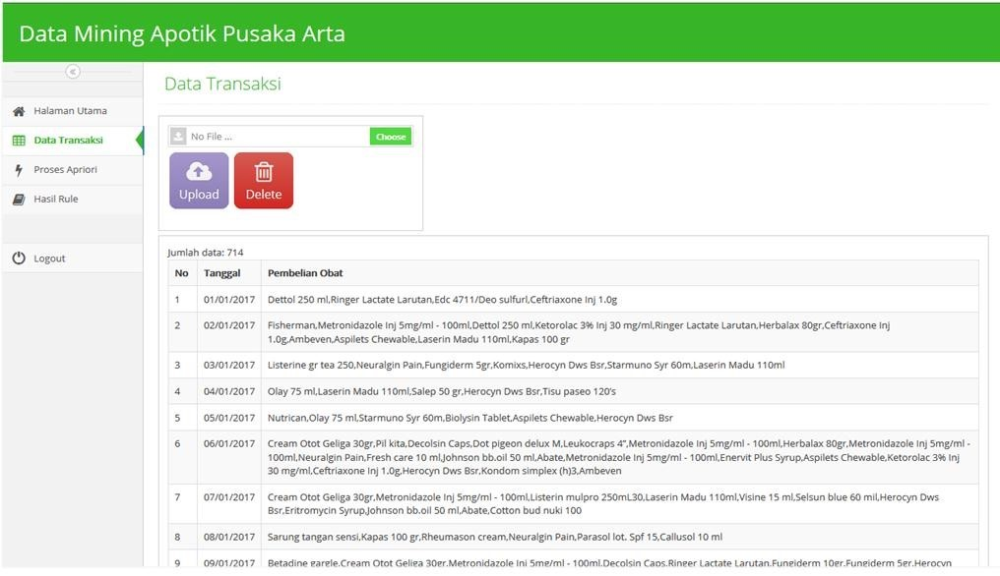 Data Mining Apotik Pusaka Arta
Halaman Utama
Data Transaksi
Proses Apriori
Hasil Rule
Logout
Data Transaksi
No File ...
Choose
Upload
Delete
Jumlah data: 714
No Tanggal Pembelian Obat
1 01/01/2017 Dettol 250 ml,Ringer Lactate Larutan,Edc 4711/Deo sulfurl,Ceftriaxone Inj 1.0g
2 02/01/2017 Fisherman,Metronidazole Inj 5mg/ml - 100ml,Dettol 250 ml,Ketorolac 3% Inj 30 mg/ml,Ringer Lactate Larutan,Herbalax 80gr,Ceftriaxone Inj
1.0g,Ambeven,Aspilets Chewable,Laserin Madu 110ml,Kapas 100 gr
3 03/01/2017 Listerine gr tea 250,Neuralgin Pain,Fungiderm 5gr,Komixs,Herocyn Dws Bsr,Starmuno Syr 60m,Laserin Madu 110ml
4 04/01/2017 Olay 75 ml,Laserin Madu 110ml,Salep 50 gr,Herocyn Dws Bsr,Tisu paseo 120's
5 05/01/2017 Nutrican,Olay 75 ml,Starmuno Syr 60m,Biolysin Tablet,Aspilets Chewable,Herocyn Dws Bsr
6 06/01/2017 Cream Otot Geliga 30gr,Pil kita,Decolsin Caps,Dot pigeon delux M,Leukocraps 4",Metronidazole Inj 5mg/ml - 100ml,Herbalax 80gr,Metronidazole Inj 5mg/ml -
100ml,Neuralgin Pain,Fresh care 10 ml,Johnson bb.oil 50 ml,Abate,Metronidazole Inj 5mg/ml - 100ml,Enervit Plus Syrup,Aspilets Chewable,Ketorolac 3% Inj
30 mg/ml,Ceftriaxone Inj 1.0g,Herocyn Dws Bsr,Kondom simplex (h)3,Ambeven
7 07/01/2017 Cream Otot Geliga 30gr,Metronidazole Inj 5mg/ml - 100ml,Listerin mulpro 250mL30,Laserin Madu 110ml,Visine 15 ml,Selsun blue 60 mil,Herocyn Dws
Bsr,Eritromycin Syrup,Johnson bb.oil 50 ml,Abate,Cotton bud nuki 100
8 08/01/2017 Sarung tangan sensi,Kapas 100 gr,Rheumason cream,Neuralgin Pain,Parasol lot. Spf 15,Callusol 10 ml
9 09/01/2017 Betadine gargle,Cream Otot Geliga 30gr,Metronidazole Inj 5mg/ml - 100ml,Decolsin Caps,Ringer Lactate Larutan,Fungiderm 10gr,Fungiderm 5gr,Herocyn